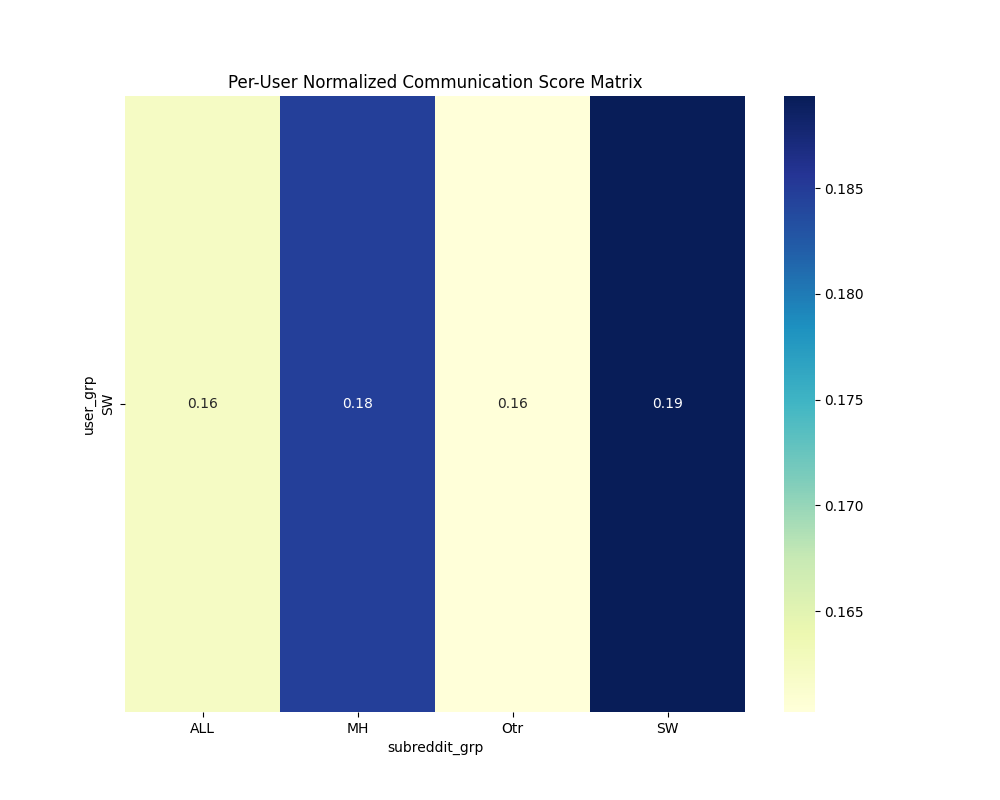 Per-User Normalized Communication Score Matrix
user_grp
SW
0.16 0.18 0.16 0.19
ALL MH Otr SW
subreddit_grp
0.185
0.180
0.175
0.170
0.165